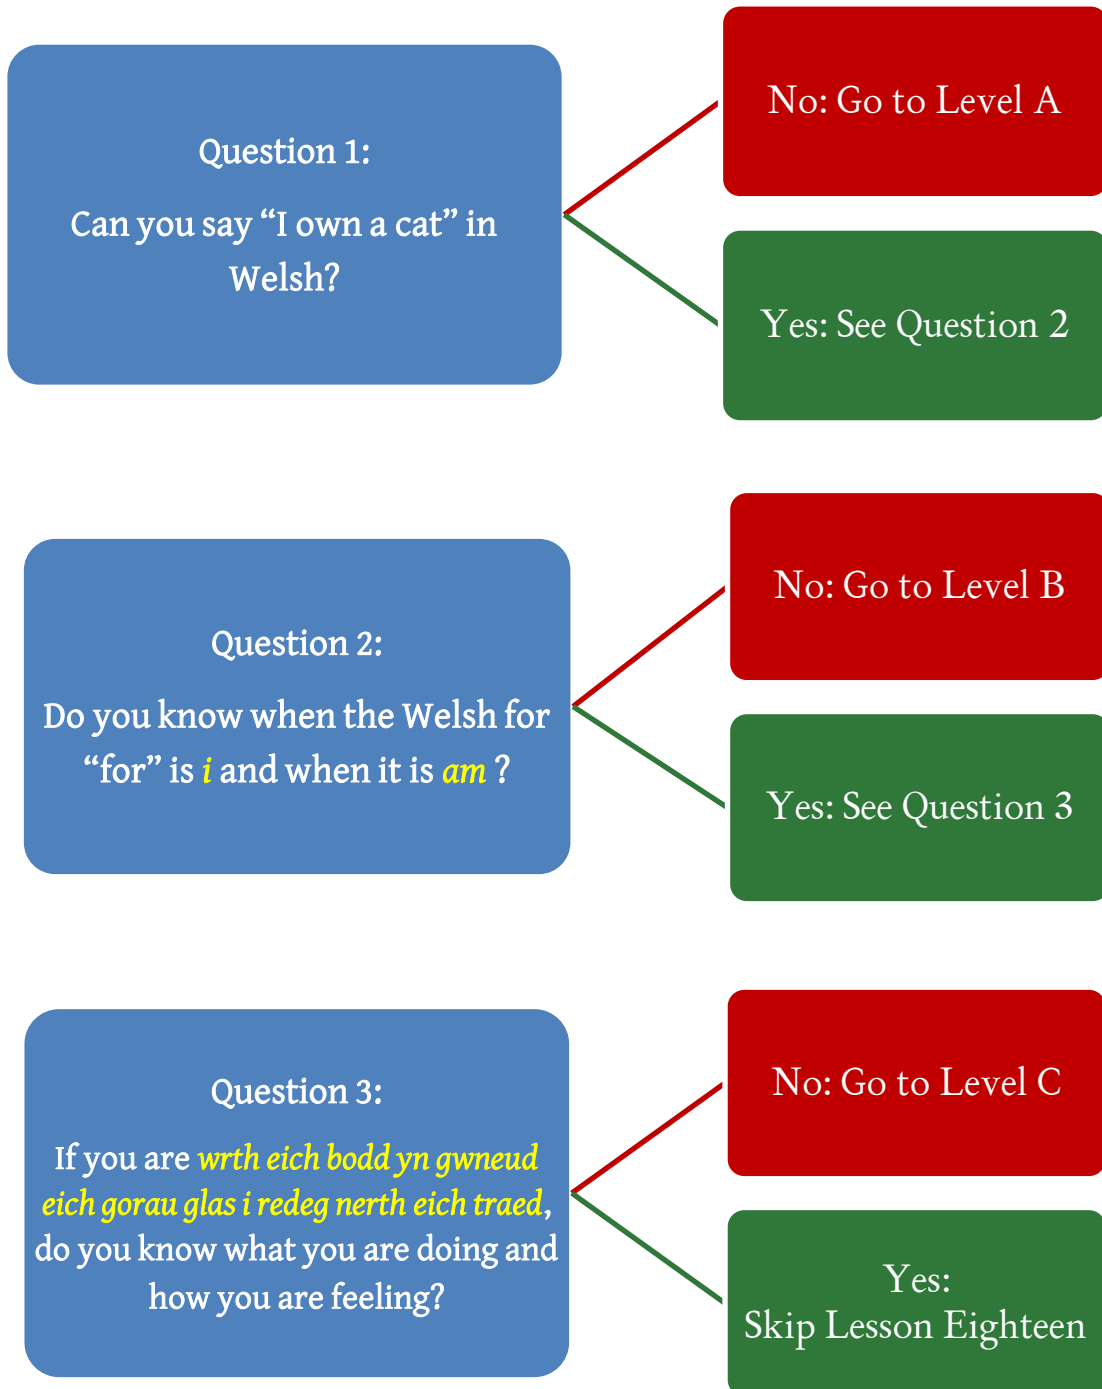 Question 1:
Can you say “I own a cat” in
Welsh?
No: Go to Level A
Yes: See Question 2
Question 2:
Do you know when the Welsh for
“for” is i and when it is am ?
No: Go to Level B
Yes: See Question 3
Question 3:
If you are wrth eich bodd yn gwneud
eich gorau glas i redeg nerth eich traed,
do you know what you are doing and
how you are feeling?
No: Go to Level C
Yes:
Skip Lesson Eighteen